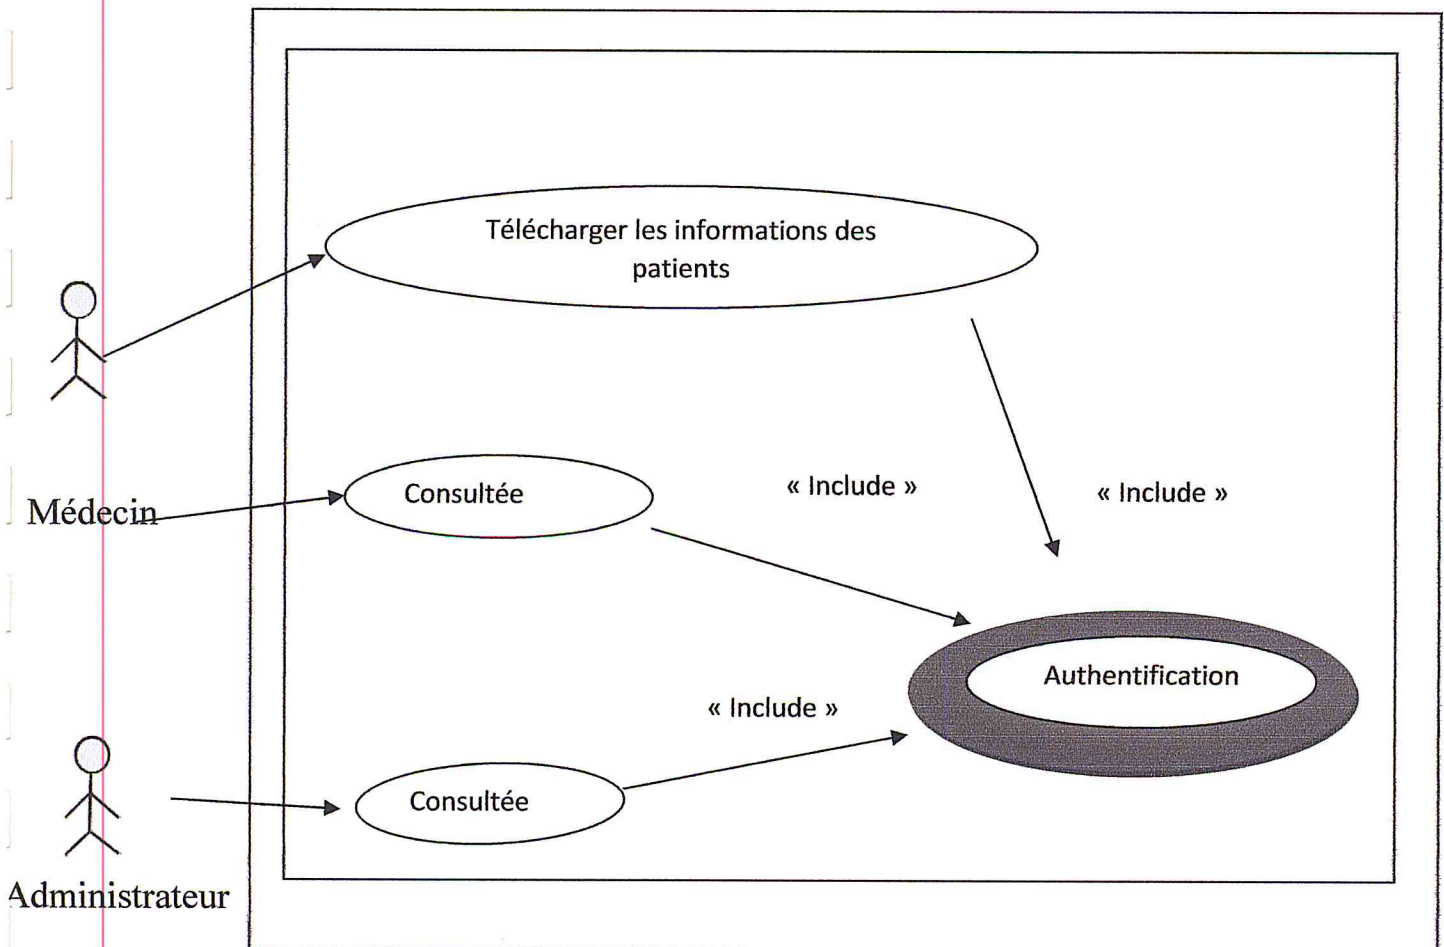 Télécharger les informations des
patients
Consultée
« Include »
« Include »
Médecin
Authentification
« Include »
Consultée
Administrateur